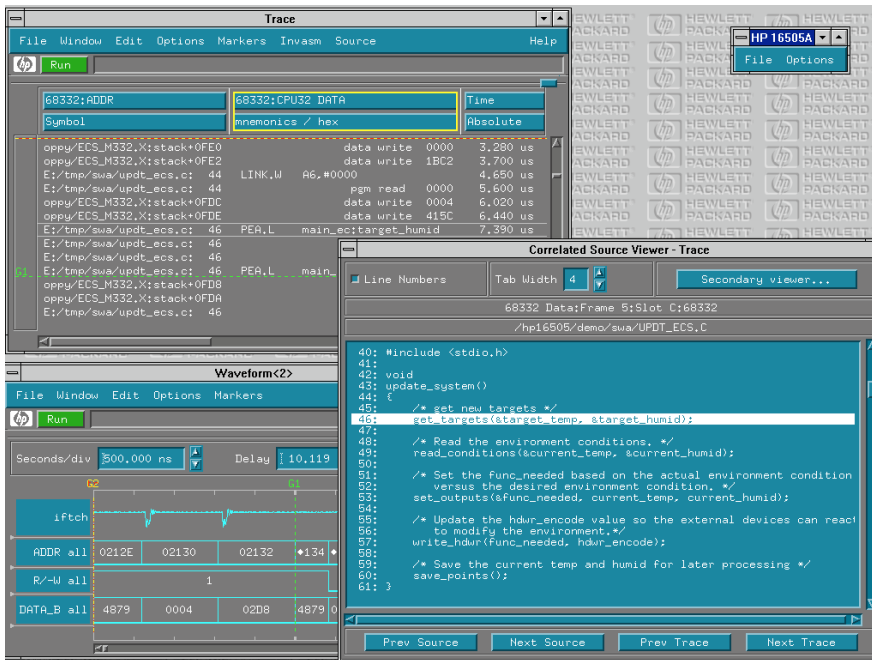 Trace
File Window Edit Options Markers Invasm Source Help
hp Run
68332:ADDR 68332:CPU32 DATA Time
Symbol mnemonics / hex Absolute
oppy/ECS_M332.X:stack+0FE0 data write 0000 3.280 us
oppy/ECS_M332.X:stack+0FE2 data write 1BC2 3.700 us
E:/tmp/swa/updt_ecs.c: 44 LINK.W A6,#0000 4.650 us
E:/tmp/swa/updt_ecs.c: 44 pgm read 0000 5.600 us
oppy/ECS_M332.X:stack+0FDC data write 0004 6.020 us
oppy/ECS_M332.X:stack+0FDE data write 415C 6.440 us
E:/tmp/swa/updt_ecs.c: 46 PEA.L main_ec:target_humid 7.390 us
E:/tmp/swa/updt_ecs.c: 46
E:/tmp/swa/updt_ecs.c: 46
G1 E:/tmp/swa/updt_ecs.c: 46 PEA.L main_
oppy/ECS_M332.X:stack+0FD8
oppy/ECS_M332.X:stack+0FDA
E:/tmp/swa/updt_ecs.c: 46
HP 16505A
File Options
hp HEWLETT PACKARD
Correlated Source Viewer - Trace
Line Numbers Tab Width 4 Secondary viewer...
68332 Data:Frame 5:Slot C:68332
/hp16505/demo/swa/UPDT_ECS.C
40: #include <stdio.h>
41:
42: void
43: update_system()
44: {
45: /* get new targets */
46: get_targets(&target_temp, &target_humid);
47:
48: /* Read the environment conditions. */
49: read_conditions(&current_temp, &current_humid);
50:
51: /* Set the func_needed based on the actual environment condition
52: versus the desired environment condition. */
53: set_outputs(&func_needed, current_temp, current_humid);
54:
55: /* Update the hdwr_encode value so the external devices can react
56: to modify the environment.*/
57: write_hdwr(func_needed, hdwr_encode);
58:
59: /* Save the current temp and humid for later processing */
60: save_points();
61: }
Prev Source Next Source Prev Trace Next Trace
Waveform<2>
File Window Edit Options Markers
hp Run
Seconds/div 500.000 ns Delay 10.119
G2 G1
iftch
ADDR all 0212E 02130 02132 134
R/-W all 1
DATA_B all 4879 0004 02D8 4879 0